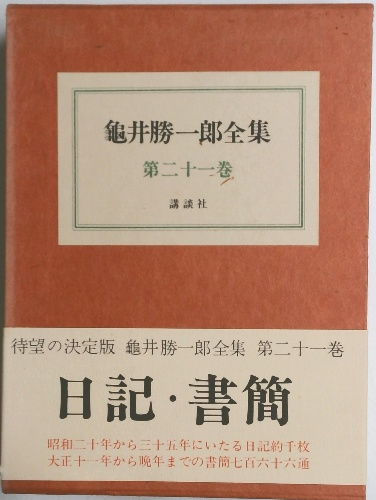 龜井勝一郎全集
第二十一巻
講談社
待望の決定版 龜井勝一郎全集 第二十一巻
日記・書簡
昭和二十年から三十五年にいたる日記約千枚
大正十一年から晩年までの書簡七百六十六通